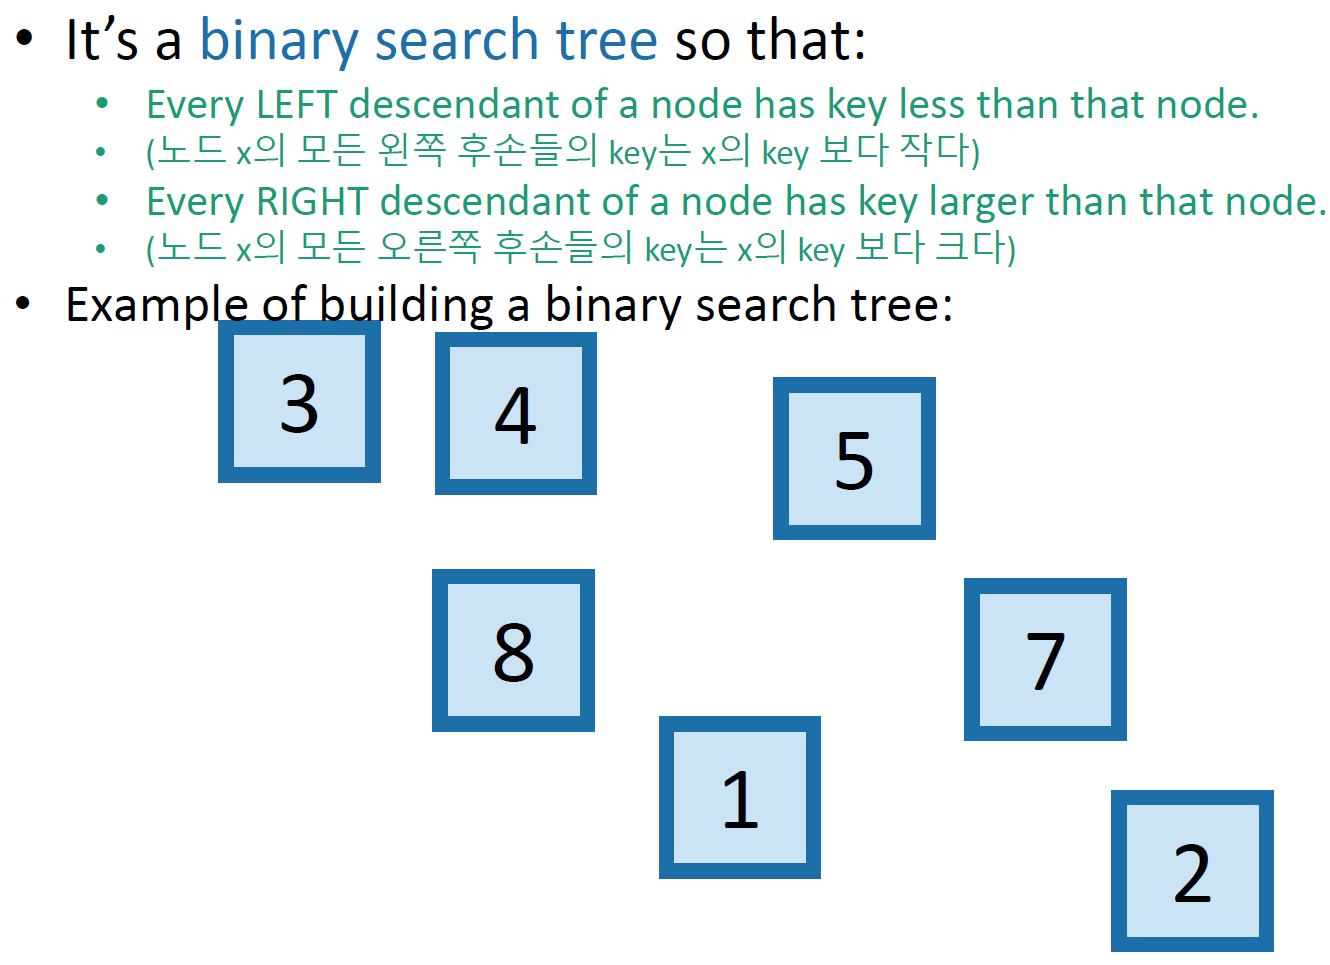 • It’s a binary search tree so that:
• Every LEFT descendant of a node has key less than that node.
• (노드 x의 모든 왼쪽 후손들의 key는 x의 key 보다 작다)
• Every RIGHT descendant of a node has key larger than that node.
• (노드 x의 모든 오른쪽 후손들의 key는 x의 key 보다 크다)
• Example of building a binary search tree:
3
4
5
8
7
1
2